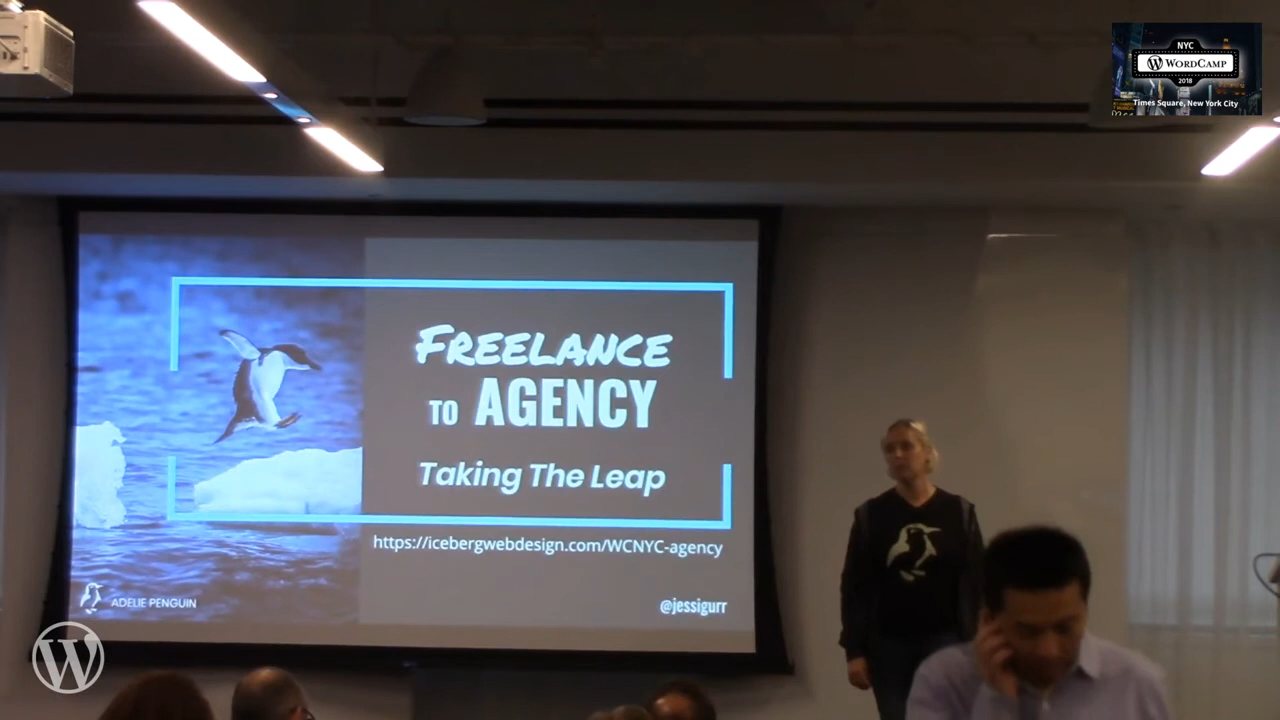 NYC
WORDCAMP
2018
Times Square, New York City
FREELANCE
TO AGENCY
Taking The Leap
https://icebergwebdesign.com/WCNYC-agency
ADELIE PENGUIN
@jessigurr